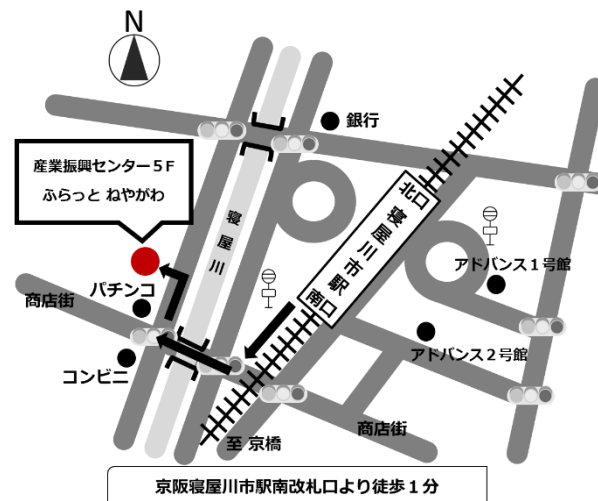 N
銀行
産業振興センター５F
ふらっと ねやがわ
北口
寝屋川市駅
南口
寝屋川
アドバンス１号館
パチンコ
商店街
アドバンス２号館
コンビニ
商店街
至 京橋
京阪寝屋川市駅南改札口より徒歩１分